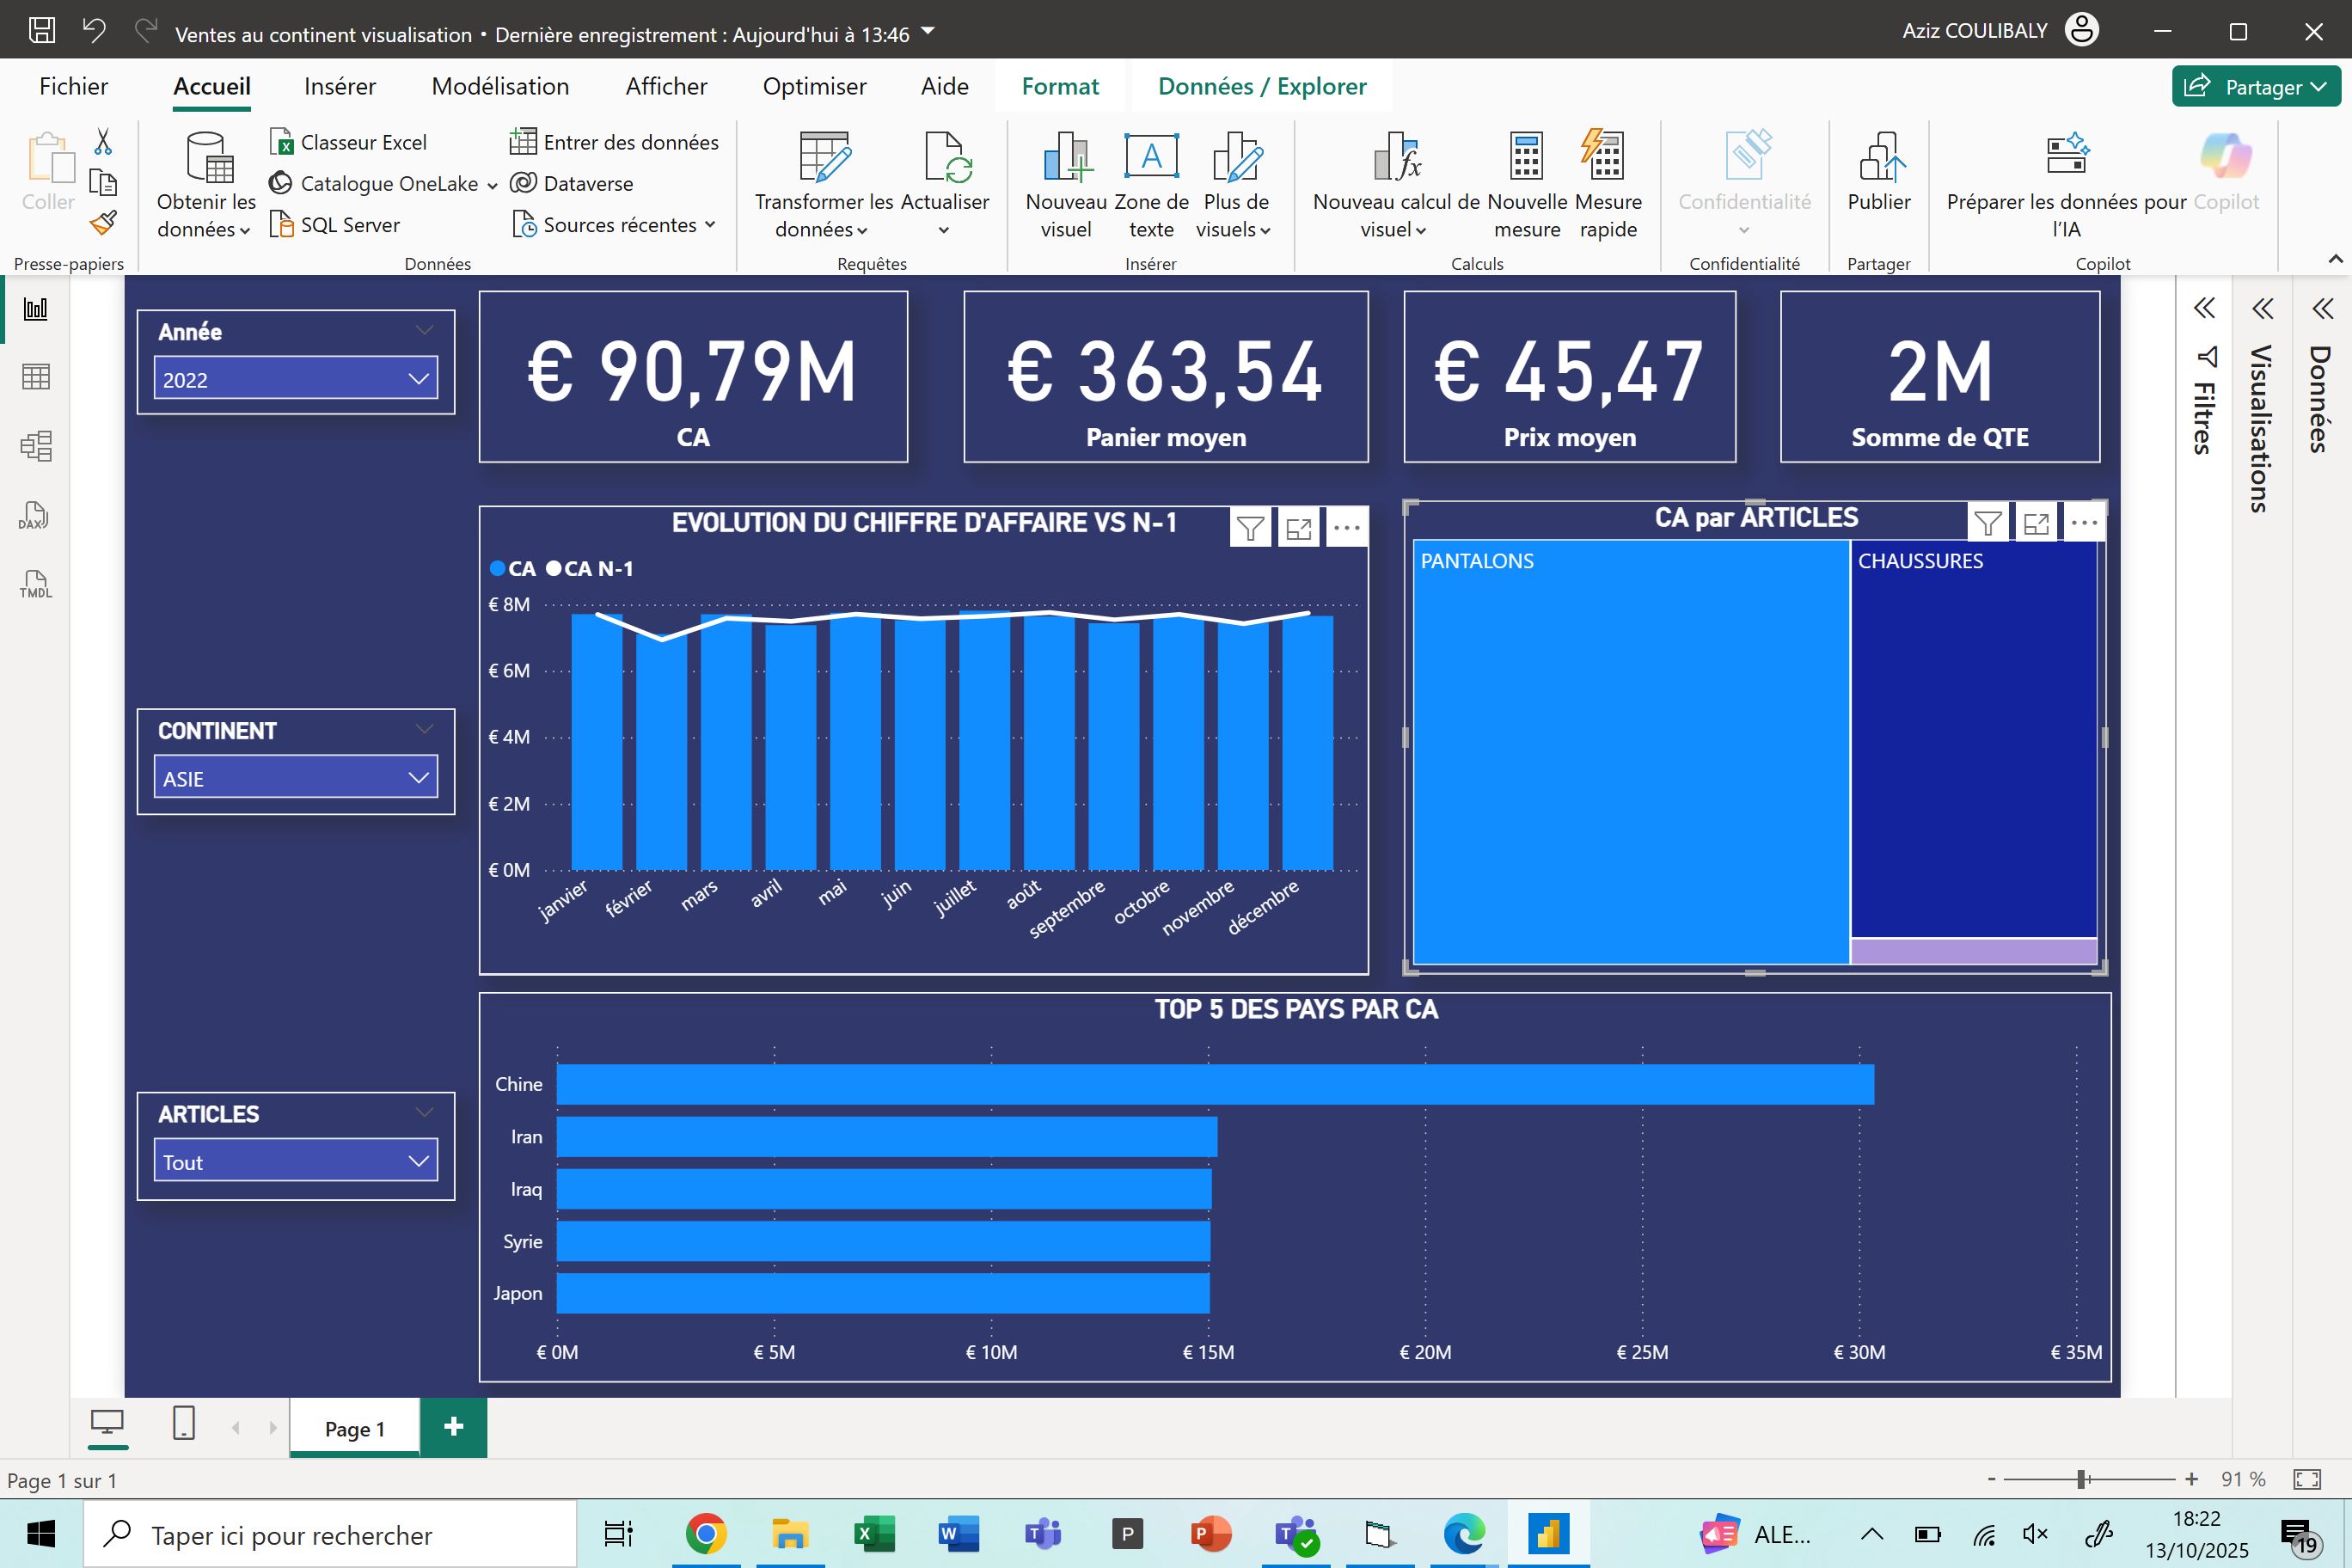 Ventes au continent visualisation • Dernière enregistrement : Aujourd'hui à 13:46
Aziz COULIBALY
Fichier
Accueil
Insérer
Modélisation
Afficher
Optimiser
Aide
Format
Données / Explorer
Partager
Coller
Presse-papiers
Obtenir les
données
Classeur Excel
Catalogue OneLake
SQL Server
Entrer des données
Dataverse
Sources récentes
Données
Transformer les
données
Actualiser
Requêtes
Nouveau
visuel
Zone de
texte
Plus de
visuels
Insérer
Nouveau calcul de
visuel
Nouvelle
mesure
Mesure
rapide
Calculs
Confidentialité
Confidentialité
Publier
Partager
Préparer les données pour
l’IA
Copilot
Copilot
DAX
TMDL
Année
2022
€ 90,79M
CA
€ 363,54
Panier moyen
€ 45,47
Prix moyen
2M
Somme de QTE
Filtres
Visualisations
Données
CONTINENT
ASIE
EVOLUTION DU CHIFFRE D'AFFAIRE VS N-1
CA CA N-1
€ 8M
€ 6M
€ 4M
€ 2M
€ 0M
janvier
février
mars
avril
mai
juin
juillet
août
septembre
octobre
novembre
décembre
CA par ARTICLES
PANTALONS
CHAUSSURES
ARTICLES
Tout
TOP 5 DES PAYS PAR CA
Chine
Iran
Iraq
Syrie
Japon
€ 0M
€ 5M
€ 10M
€ 15M
€ 20M
€ 25M
€ 30M
€ 35M
Page 1
Page 1 sur 1
- + 91 %
Taper ici pour rechercher
ALE...
18:22
13/10/2025
19